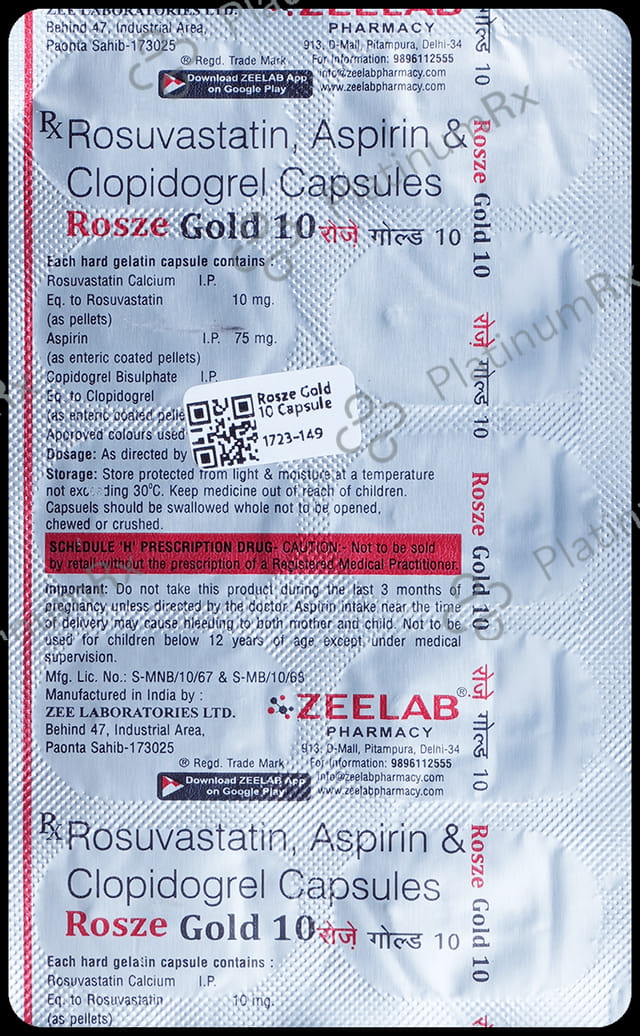 ZEE LABORATORIES LTD.
Behind 47, Industrial Area,
Paonta Sahib-173025
ZEELAB
PHARMACY
913, D-Mall, Pitampura, Delhi-34
® Regd. Trade Mark
For Information: 9896112555
info@zeelabpharmacy.com
www.zeelabpharmacy.com
Download ZEELAB App
on Google Play
Rx Rosuvastatin, Aspirin &
Clopidogrel Capsules
Rosze Gold 10 रोज़े गोल्ड 10
Each hard gelatin capsule contains :
Rosuvastatin Calcium I.P.
Eq. to Rosuvastatin 10 mg.
(as pellets)
Aspirin I.P. 75 mg.
(as enteric coated pellets)
Copidogrel Bisulphate I.P.
Eq. to Clopidogrel
(as enteric coated
Approved colours used
Dosage: As directed by
Rosze Gold
10 Capsule
1723-149
Storage: Store protected from light & moisture at a temperature
not exceeding 30°C. Keep medicine out of reach of children.
Capsuels should be swallowed whole not to be opened,
chewed or crushed.
SCHEDULE 'H' PRESCRIPTION DRUG- CAUTION:- Not to be sold
by retail without the prescription of a Registered Medical Practitioner.
Important: Do not take this product during the last 3 months of
pregnancy unless directed by the doctor. Aspirin intake near the time
of delivery may cause bleeding to both mother and child. Not to be
used for children below 12 years of age except under medical
supervision.
Mfg. Lic. No.: S-MNB/10/67 & S-MB/10/68
Manufactured in India by :
ZEE LABORATORIES LTD.
Behind 47, Industrial Area,
Paonta Sahib-173025
ZEELAB®
PHARMACY
913, D-Mall, Pitampura, Delhi-34
® Regd. Trade Mark
For Information: 9896112555
info@zeelabpharmacy.com
www.zeelabpharmacy.com
Download ZEELAB App
on Google Play
Rx Rosuvastatin, Aspirin &
Clopidogrel Capsules
Rosze Gold 10 रोज़े गोल्ड 10
Each hard gelatin capsule contains :
Rosuvastatin Calcium I.P.
Eq. to Rosuvastatin 10 mg.
(as pellets)
गोल्ड 10
Rosze Gold 10
रोज़े गोल्ड 10
Rosze Gold 10
रोज़े गोल्ड 10
Rosze Gold 10
PlatinumRx
PlatinumRx
PlatinumRx